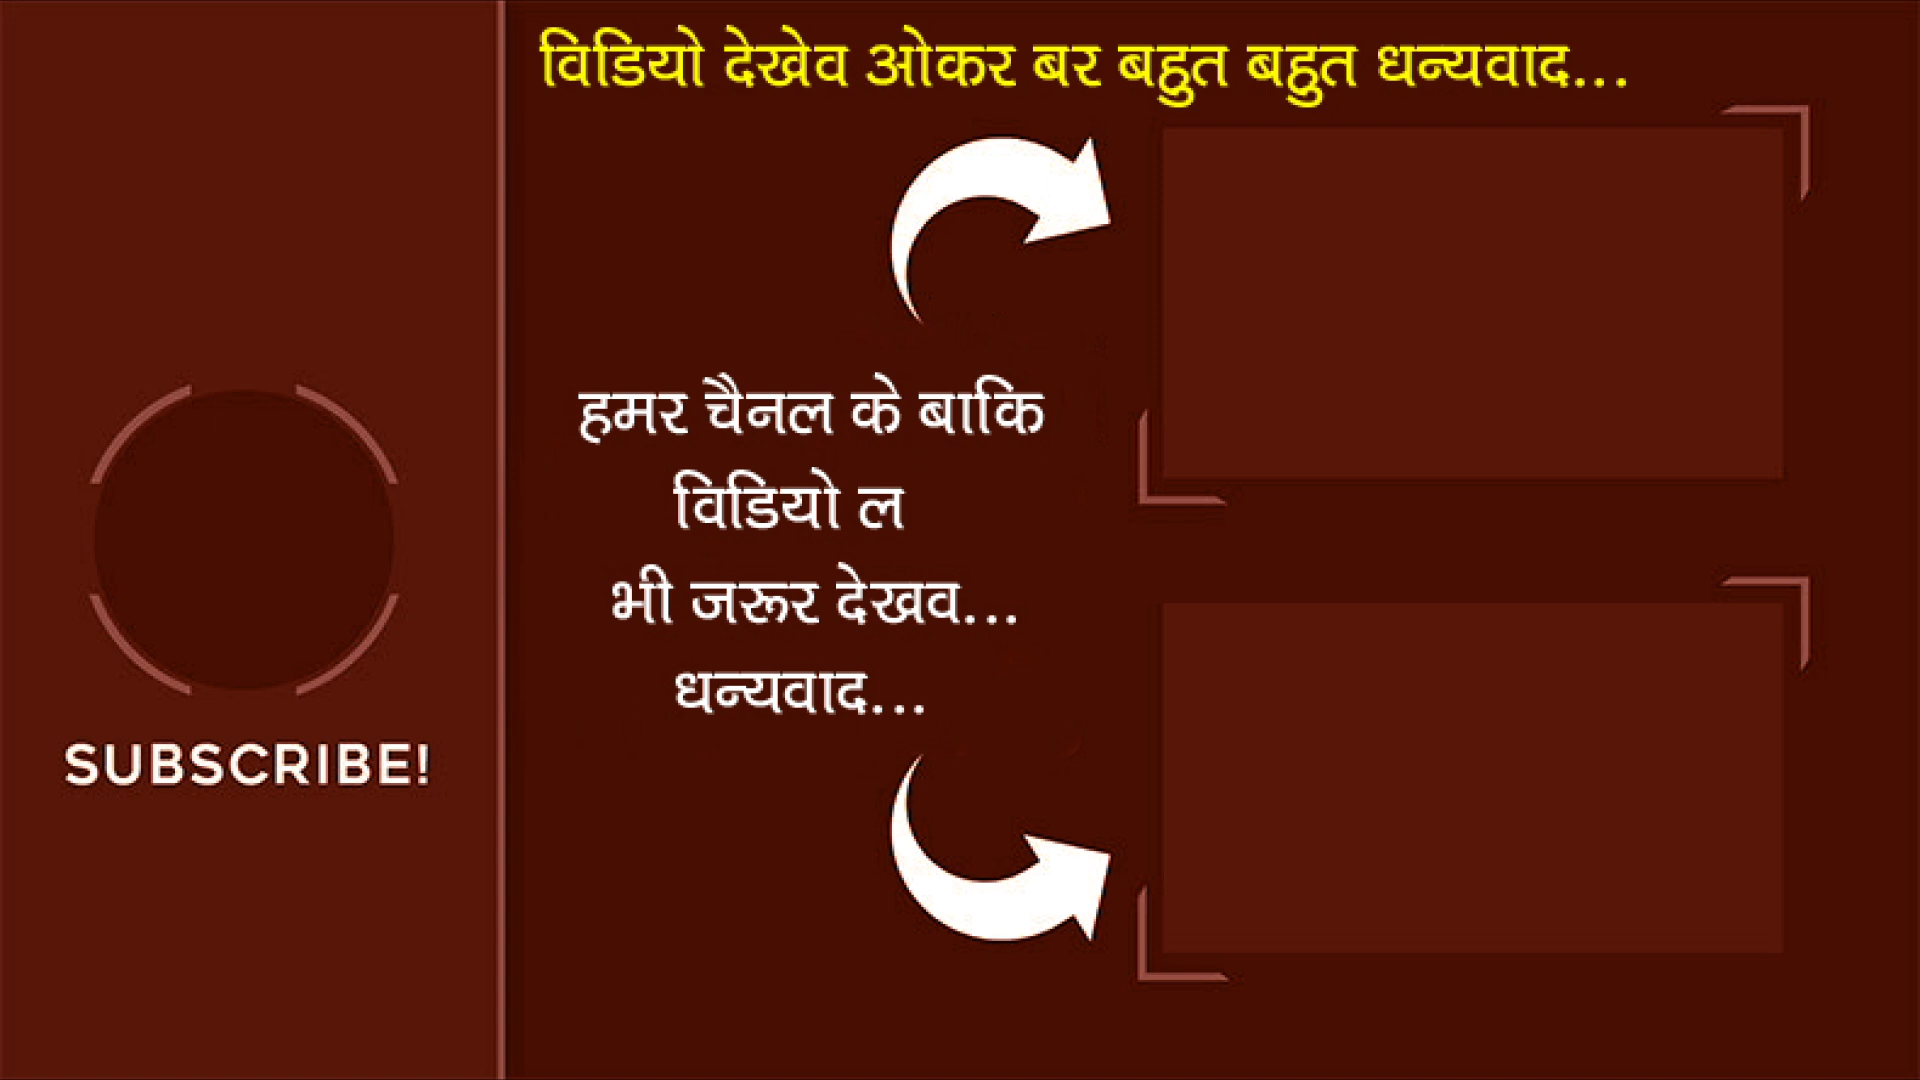 विडियो देखेव ओकर बर बहुत बहुत धन्यवाद...
हमर चैनल के बाकि
विडियो ल
भी जरूर देखव...
धन्यवाद...
SUBSCRIBE!